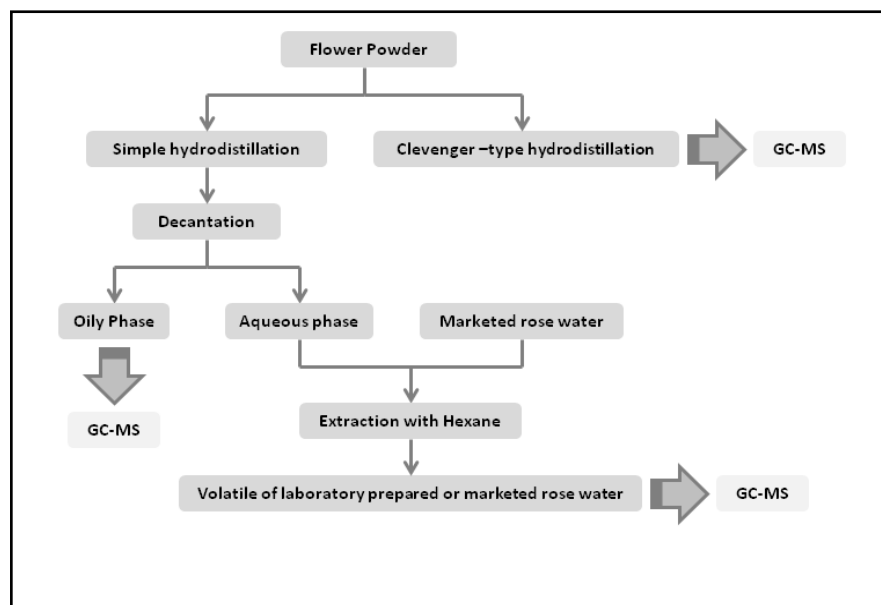 Flower Powder
Simple hydrodistillation
Clevenger –type hydrodistillation
GC-MS
Decantation
Oily Phase
Aqueous phase
Marketed rose water
GC-MS
Extraction with Hexane
Volatile of laboratory prepared or marketed rose water
GC-MS